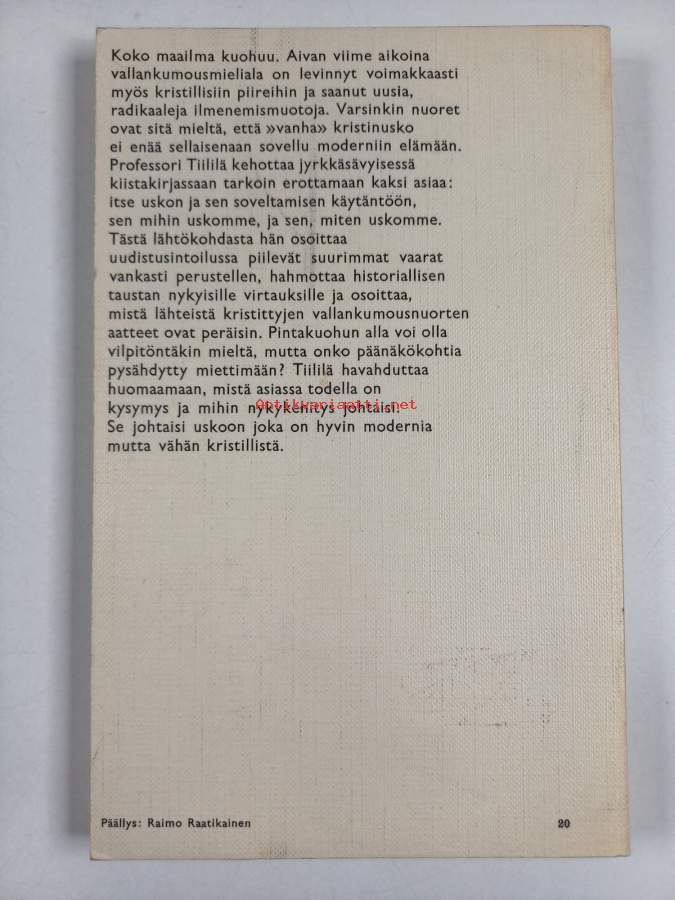 Koko maailma kuohuu. Aivan viime aikoina
vallankumousmieliala on levinnyt voimakkaasti
myös kristillisiin piireihin ja saanut uusia,
radikaaleja ilmenemismuotoja. Varsinkin nuoret
ovat sitä mieltä, että »vanha» kristinusko
ei enää sellaisenaan sovellu moderniin elämään.
Professori Tiililä kehottaa jyrkkäsävyisessä
kiistakirjassaan tarkoin erottamaan kaksi asiaa:
itse uskon ja sen soveltamisen käytäntöön,
sen mihin uskomme, ja sen, miten uskomme.
Tästä lähtökohdasta hän osoittaa
uudistusintoilussa piilevät suurimmat vaarat
vankasti perustellen, hahmottaa historiallisen
taustan nykyisille virtauksille ja osoittaa,
mistä lähteistä kristittyjen vallankumousnuorten
aatteet ovat peräisin. Pintakuohun alla voi olla
vilpitöntäkin mieltä, mutta onko päänäkökohtia
pysähdytty miettimään? Tiililä havahduttaa
huomaamaan, mistä asiassa todella on
kysymys ja mihin nykykehitys johtaisi.
Antikvariaatti.net
Se johtaisi uskoon joka on hyvin modernia
mutta vähän kristillistä.
Päällys: Raimo Raatikainen 20